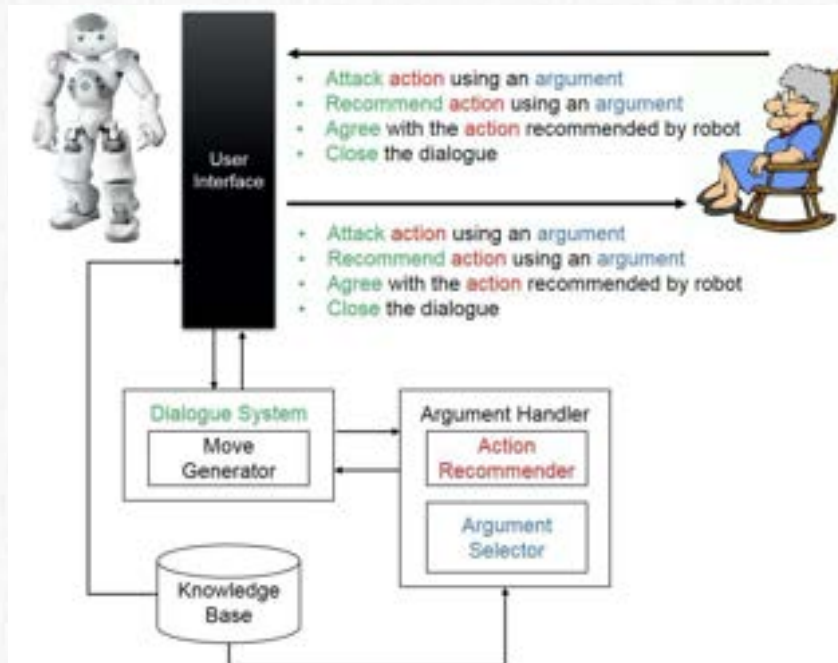 User
Interface
• Attack action using an argument
• Recommend action using an argument
• Agree with the action recommended by robot
• Close the dialogue
• Attack action using an argument
• Recommend action using an argument
• Agree with the action recommended by robot
• Close the dialogue
Dialogue System
Move
Generator
Argument Handler
Action
Recommender
Argument
Selector
Knowledge
Base